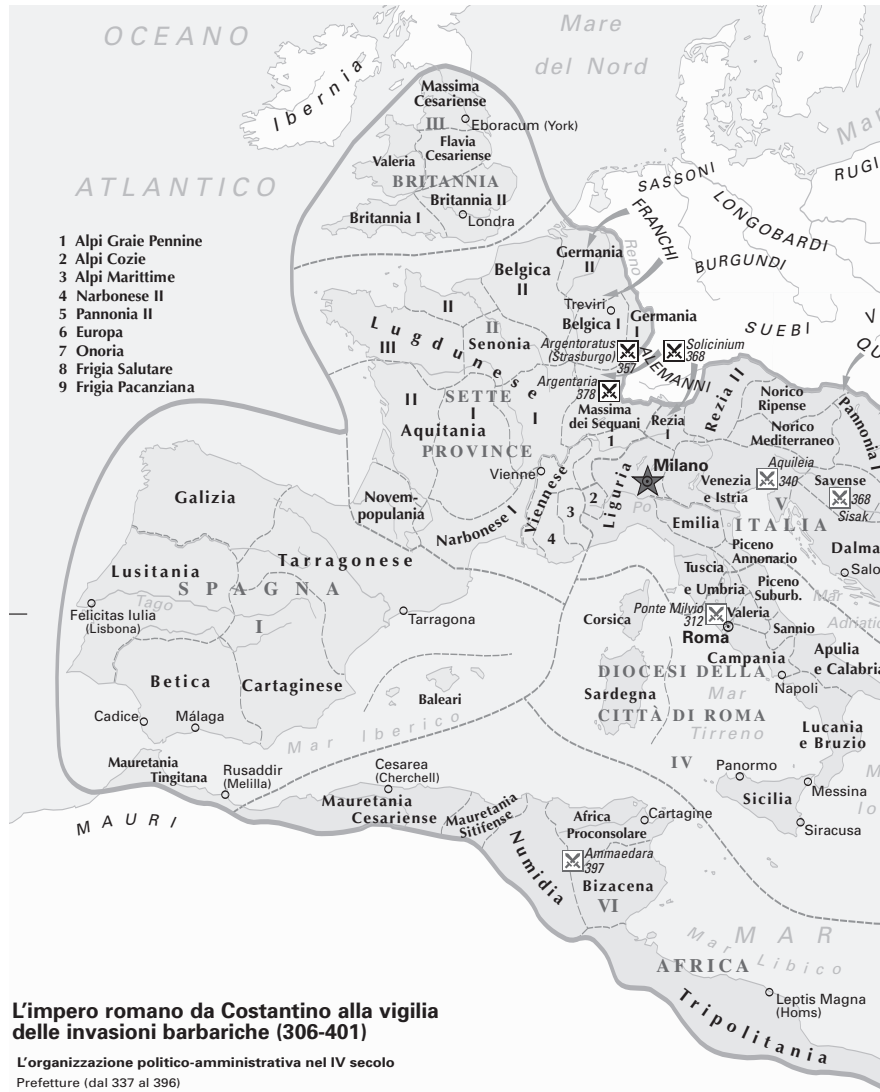 OCEANO
Mare
del Nord
Mar
Ibernia
Massima
Cesariense
III
Eboracum (York)
Flavia
Cesariense
Valeria
BRITANNIA
Britannia II
Britannia I
Londra
ATLANTICO
SASSONI
RUGI
LONGOBARDI
FRANCHI
BURGUNDI
SUEBI
Reno
1 Alpi Graie Pennine
2 Alpi Cozie
3 Alpi Marittime
4 Narbonese II
5 Pannonia II
6 Europa
7 Onoria
8 Frigia Salutare
9 Frigia Pacanziana
Germania
II
Belgica
II
Treviri
Belgica I
Germania
I
II
Lugdunese
III
II
Senonia
I
Argentoratus
(Strasburgo)
357
Solicinium
368
ALEMANNI
V
QU
Argentaria
378
Massima
dei Sequani
Rezia
I
Rezia II
Norico
Ripense
Norico
Mediterraneo
Pannonia I
SETTE
PROVINCE
II
I
Aquitania
Vienne
Viennese
1
2
3
4
Liguria
Milano
Po
Venezia
e Istria
Aquileia
340
Savense
368
Sisak
V
ITALIA
Novem-
populania
Narbonese I
Emilia
Piceno
Annonario
Dalma
Salo
Tuscia
e Umbria
Piceno
Suburb.
Mar
Adriatic
Galizia
Lusitania
Tarragonese
SPAGNA
I
Tago
Felicitas Iulia
(Lisbona)
Tarragona
Betica
Cartaginese
Cadice
Málaga
Baleari
Mar Iberico
Corsica
Ponte Milvio
312
Valeria
Roma
Sannio
Campania
Apulia
e Calabria
DIOCESI DELLA
CITTÀ DI ROMA
IV
Sardegna
Mar
Tirreno
Napoli
Lucania
e Bruzio
M
Io
Panormo
Messina
Sicilia
Siracusa
Mauretania
Tingitana
Rusaddir
(Melilla)
Cesarea
(Cherchell)
Mauretania
Cesariense
Mauretania
Sitifense
MAURI
Numidia
Africa
Proconsolare
Cartagine
Ammaedara
397
Bizacena
VI
AFRICA
MAR
Mar Libico
Leptis Magna
(Homs)
Tripolitania
L'impero romano da Costantino alla vigilia
delle invasioni barbariche (306-401)
L'organizzazione politico-amministrativa nel IV secolo
Prefetture (dal 337 al 396)